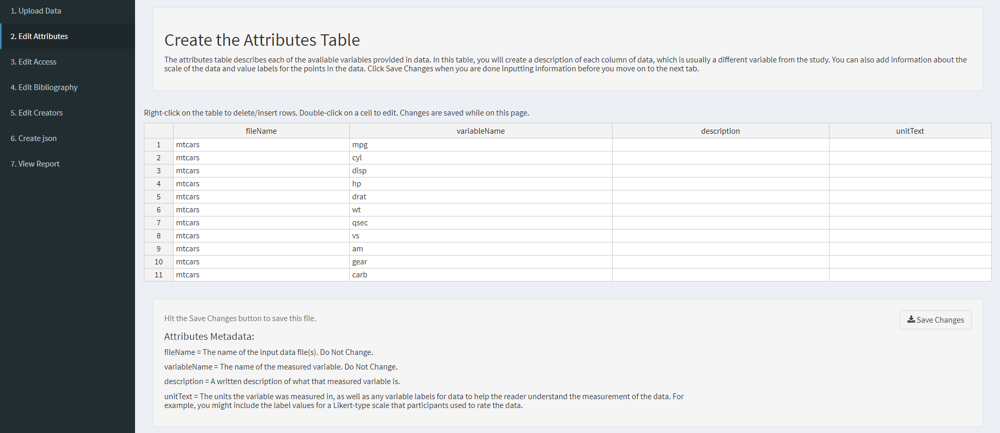 1. Upload Data
2. Edit Attributes
3. Edit Access
4. Edit Bibliography
5. Edit Creators
6. Create json
7. View Report
Create the Attributes Table
The attributes table describes each of the avaliable variables provided in data. In this table, you will create a description of each column of data, which is usually a different variable from the study. You can also add information about the
scale of the data and value labels for the points in the data. Click Save Changes when you are done inputting information before you move on to the next tab.
Right-click on the table to delete/insert rows. Double-click on a cell to edit. Changes are saved while on this page.
fileName variableName description unitText
1 mtcars mpg
2 mtcars cyl
3 mtcars disp
4 mtcars hp
5 mtcars drat
6 mtcars wt
7 mtcars qsec
8 mtcars vs
9 mtcars am
10 mtcars gear
11 mtcars carb
Hit the Save Changes button to save this file.
Save Changes
Attributes Metadata:
fileName = The name of the input data file(s). Do Not Change.
variableName = The name of the measured variable. Do Not Change.
description = A written description of what that measured variable is.
unitText = The units the variable was measured in, as well as any variable labels for data to help the reader understand the measurement of the data. For
example, you might include the label values for a Likert-type scale that participants used to rate the data.